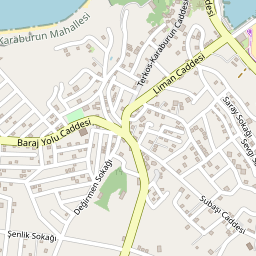 Karaburun Mahallesi
Terkos-Karaburun Caddesi
Liman Caddesi
Saray Sokağı
Baraj Yolu Caddesi
Değirmen Sokağı
Subaşı Caddesi
Şenlik Sokağı